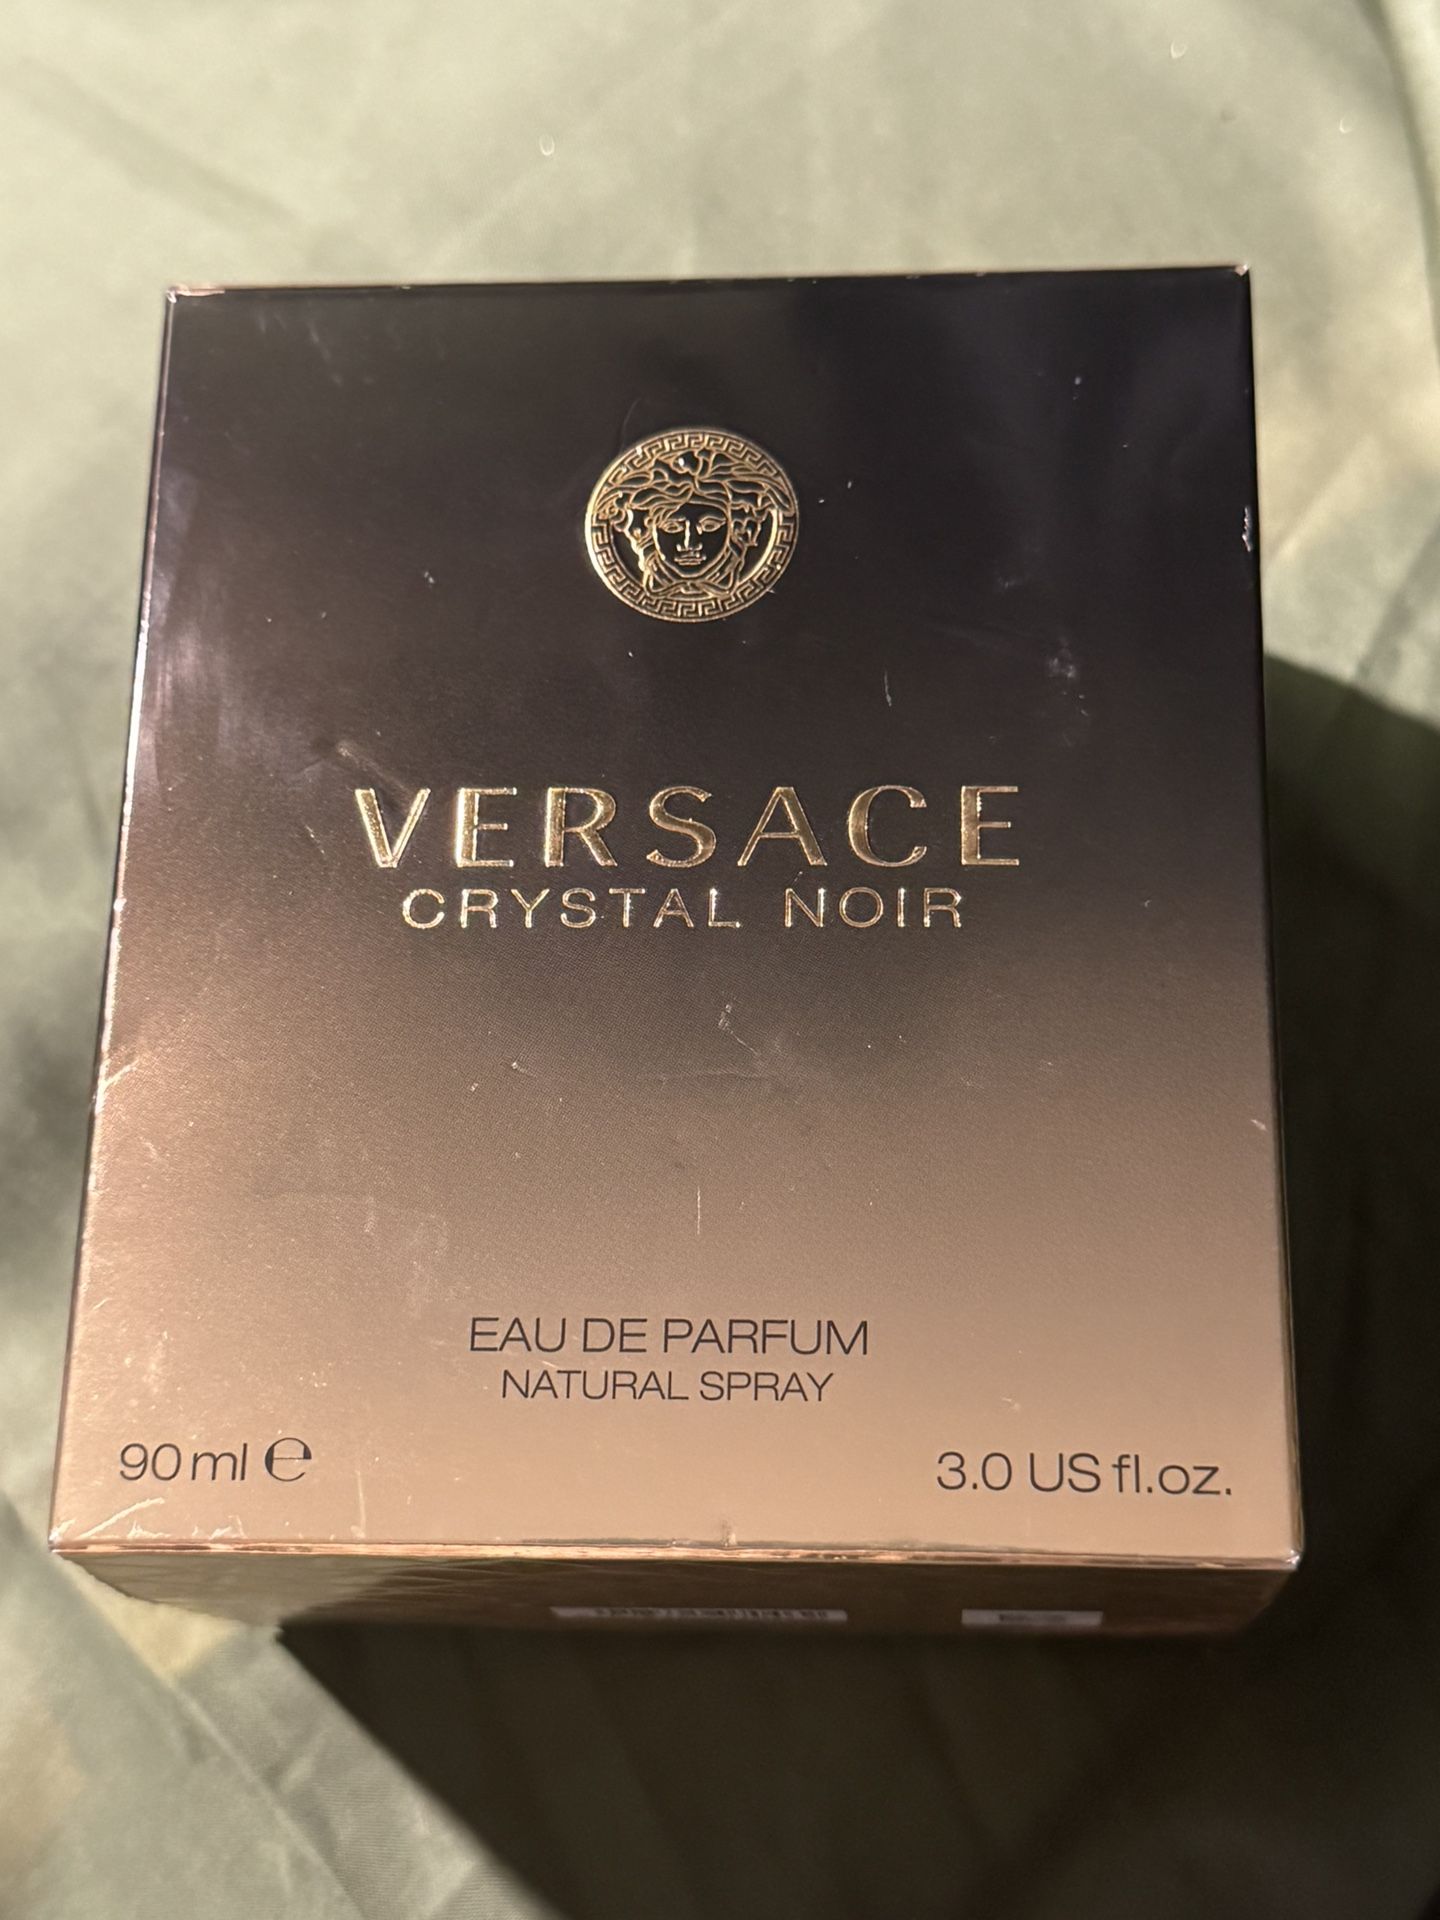 VERSACE
CRYSTAL NOIR
EAU DE PARFUM
NATURAL SPRAY
90 ml ℮
3.0 US fl.oz.